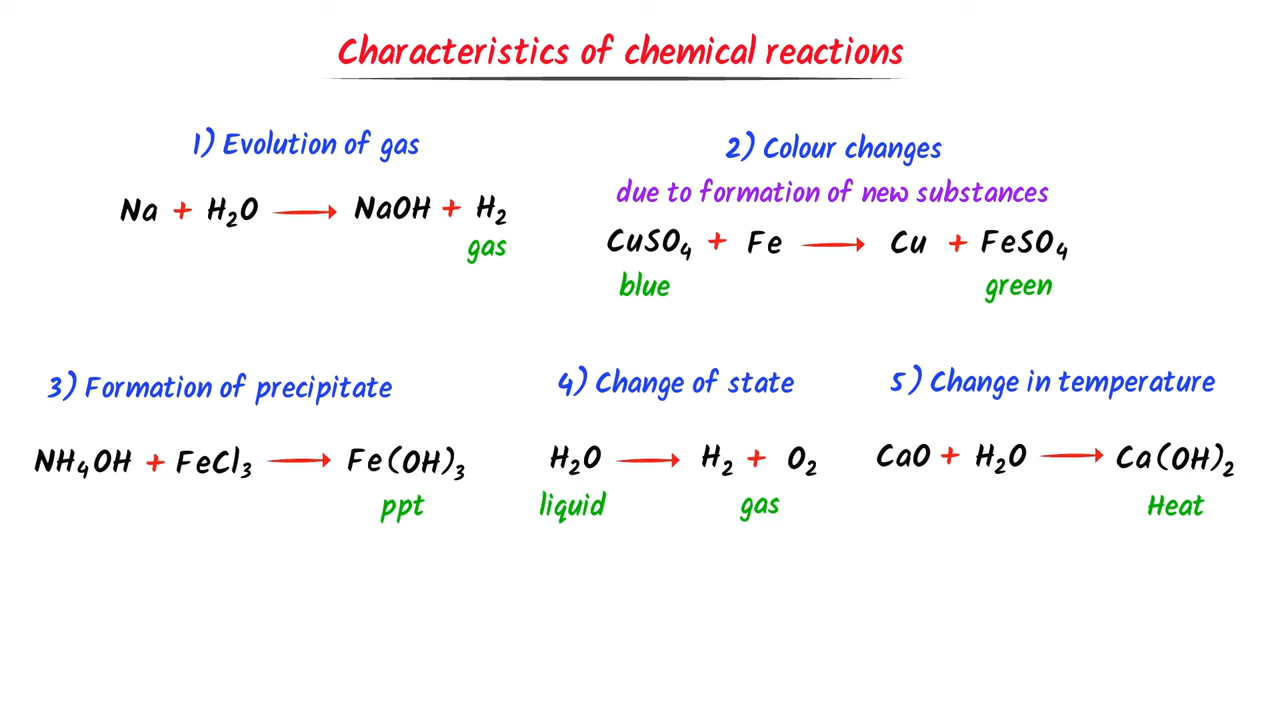 Characteristics of chemical reactions
1) Evolution of gas
Na + H₂O ⟶ NaOH + H₂
gas
2) Colour changes
due to formation of new substances
CuSO₄ + Fe ⟶ Cu + FeSO₄
blue green
3) Formation of precipitate
NH₄OH + FeCl₃ ⟶ Fe(OH)₃
ppt
4) Change of state
H₂O ⟶ H₂ + O₂
liquid gas
5) Change in temperature
CaO + H₂O ⟶ Ca(OH)₂
Heat